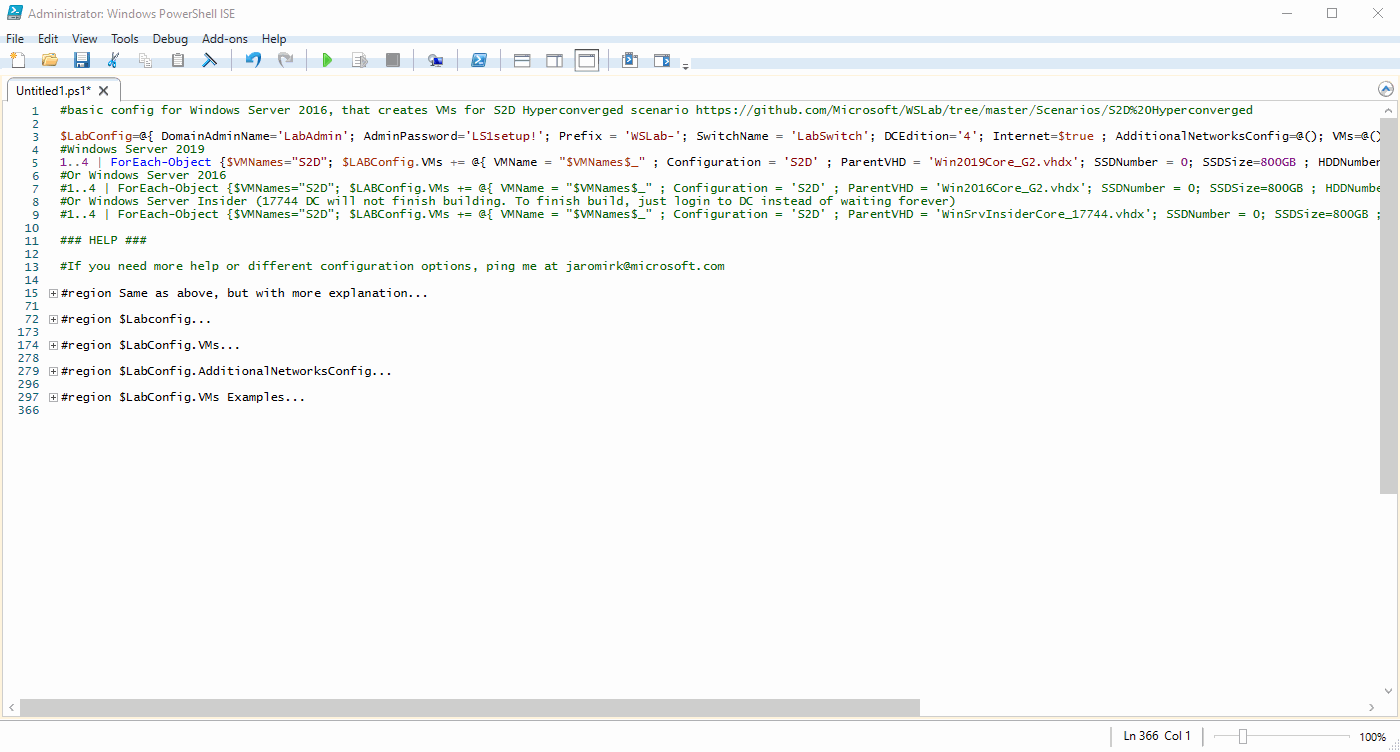 Administrator: Windows PowerShell ISE
File Edit View Tools Debug Add-ons Help
Untitled1.ps1*
1 #basic config for Windows Server 2016, that creates VMs for S2D Hyperconverged scenario https://github.com/Microsoft/WSLab/tree/master/Scenarios/S2D%20Hyperconverged
2
3 $LabConfig=@{ DomainAdminName='LabAdmin'; AdminPassword='LS1setup!'; Prefix = 'WSLab-'; SwitchName = 'LabSwitch'; DCEdition='4'; Internet=$true ; AdditionalNetworksConfig=@(); VMs=@()
4 #Windows Server 2019
5 1..4 | ForEach-Object {$VMNames="S2D"; $LABConfig.VMs += @{ VMName = "$VMNames$_" ; Configuration = 'S2D' ; ParentVHD = 'Win2019Core_G2.vhdx'; SSDNumber = 0; SSDSize=800GB ; HDDNumber
6 #Or Windows Server 2016
7 #1..4 | ForEach-Object {$VMNames="S2D"; $LABConfig.VMs += @{ VMName = "$VMNames$_" ; Configuration = 'S2D' ; ParentVHD = 'Win2016Core_G2.vhdx'; SSDNumber = 0; SSDSize=800GB ; HDDNumbe
8 #Or Windows Server Insider (17744 DC will not finish building. To finish build, just login to DC instead of waiting forever)
9 #1..4 | ForEach-Object {$VMNames="S2D"; $LABConfig.VMs += @{ VMName = "$VMNames$_" ; Configuration = 'S2D' ; ParentVHD = 'WinSrvInsiderCore_17744.vhdx'; SSDNumber = 0; SSDSize=800GB ;
10
11 ### HELP ###
12
13 #If you need more help or different configuration options, ping me at jaromirk@microsoft.com
14
15 #region Same as above, but with more explanation...
71
72 #region $Labconfig...
173
174 #region $LabConfig.VMs...
278
279 #region $LabConfig.AdditionalNetworksConfig...
296
297 #region $LabConfig.VMs Examples...
366
Ln 366 Col 1 100%